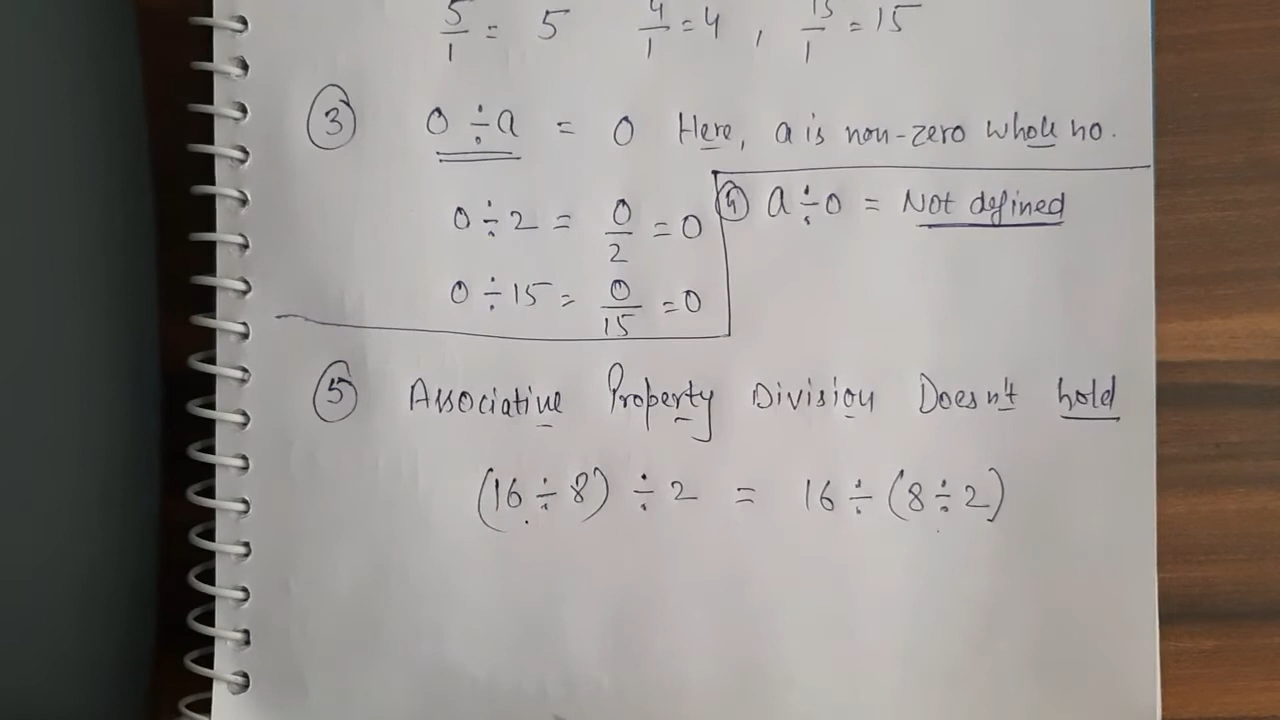 5/1 = 5 4/1 = 4 , 15/1 = 15
③ 0 ÷ a = 0 Here, a is non-zero whole no.
④ a ÷ 0 = Not defined
0 ÷ 2 = 0/2 = 0
0 ÷ 15 = 0/15 = 0
⑤ Associative Property Division Doesn't hold
(16 ÷ 8) ÷ 2 = 16 ÷ (8 ÷ 2)